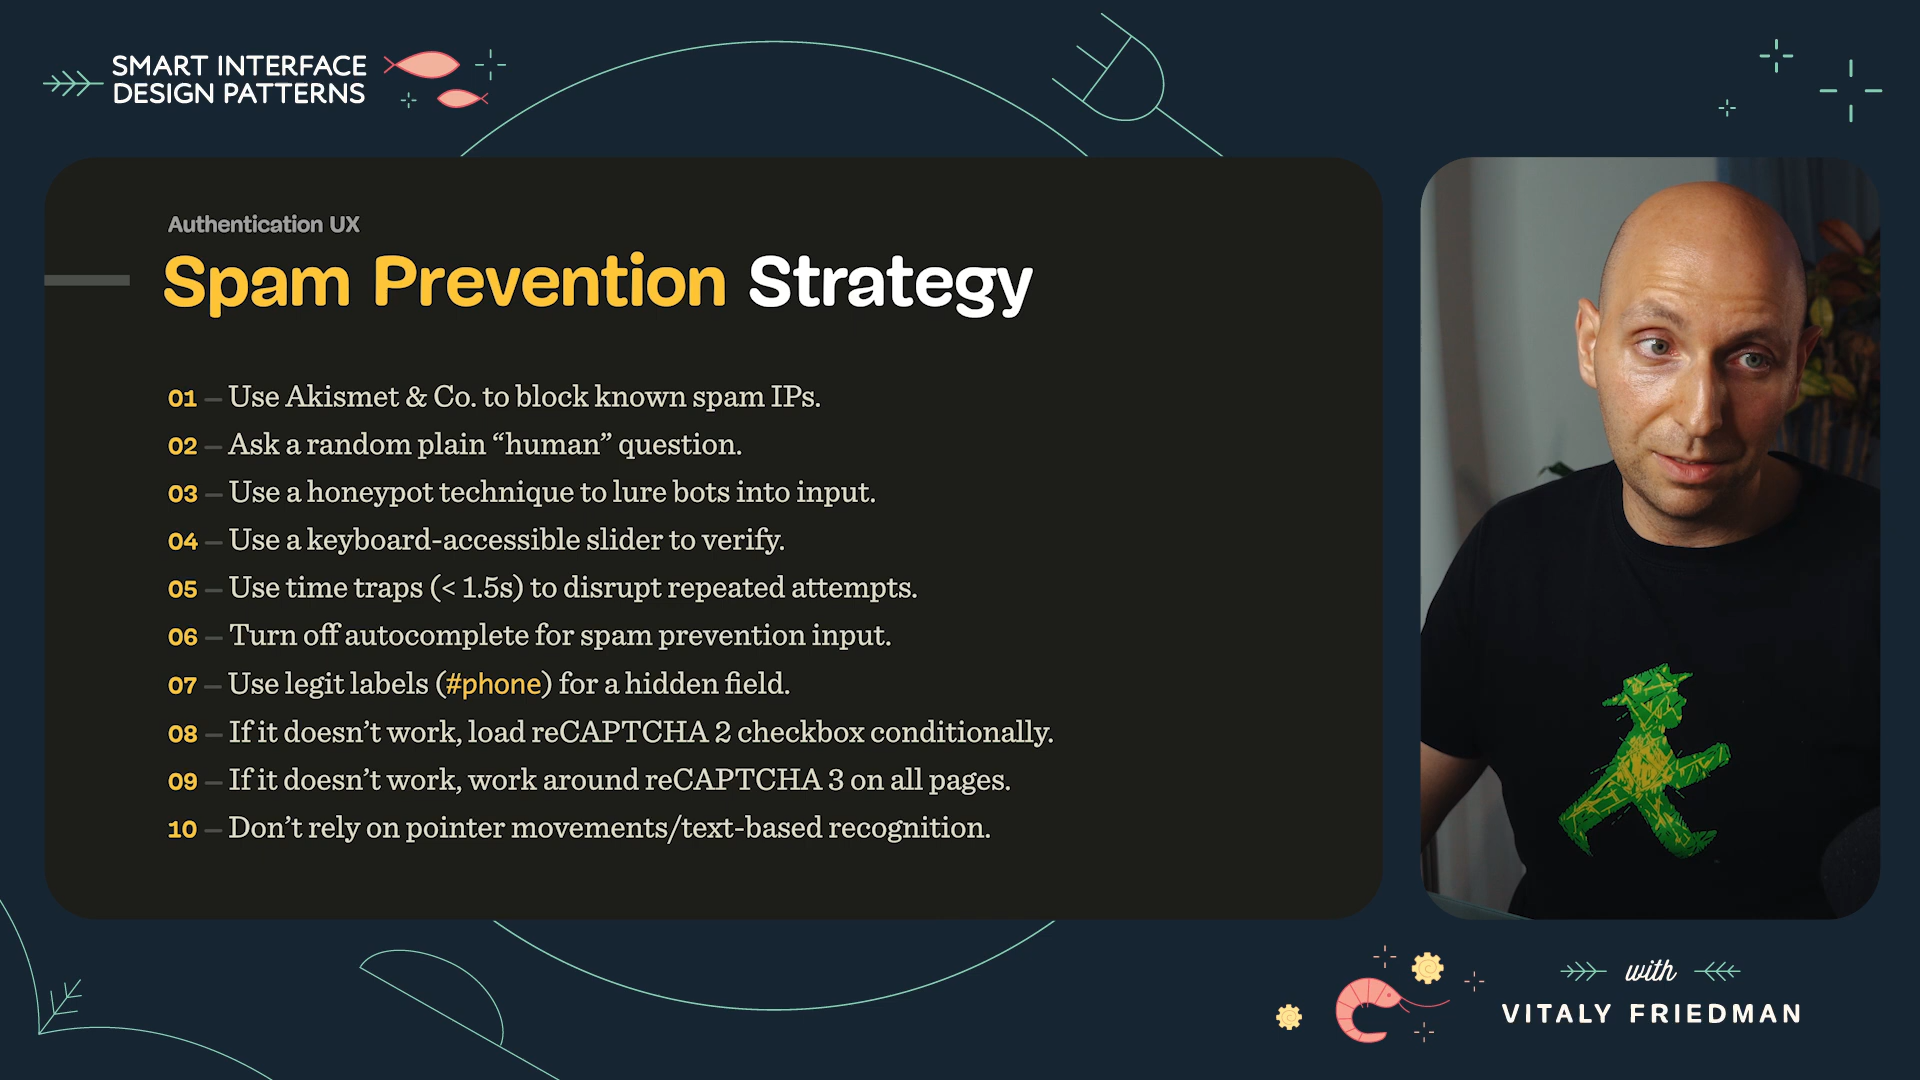 SMART INTERFACE
DESIGN PATTERNS
Authentication UX
Spam Prevention Strategy
01 – Use Akismet & Co. to block known spam IPs.
02 – Ask a random plain “human” question.
03 – Use a honeypot technique to lure bots into input.
04 – Use a keyboard-accessible slider to verify.
05 – Use time traps (< 1.5s) to disrupt repeated attempts.
06 – Turn off autocomplete for spam prevention input.
07 – Use legit labels (#phone) for a hidden field.
08 – If it doesn’t work, load reCAPTCHA 2 checkbox conditionally.
09 – If it doesn’t work, work around reCAPTCHA 3 on all pages.
10 – Don’t rely on pointer movements/text-based recognition.
with
VITALY FRIEDMAN